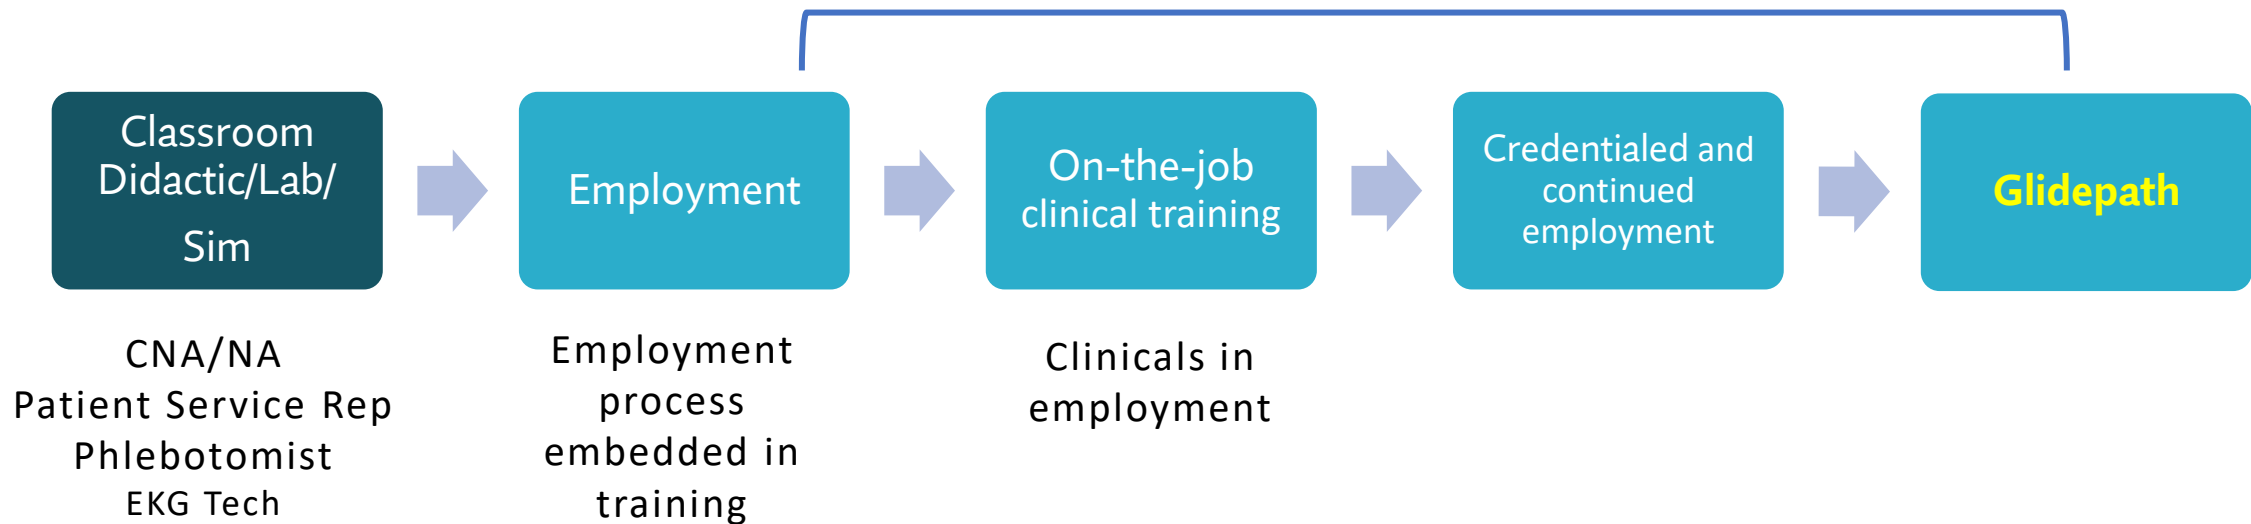 Classroom
Didactic/Lab/
Sim
Employment
On-the-job
clinical training
Credentialed and
continued
employment
Glidepath
CNA/NA
Patient Service Rep
Phlebotomist
EKG Tech
Employment
process
embedded in
training
Clinicals in
employment